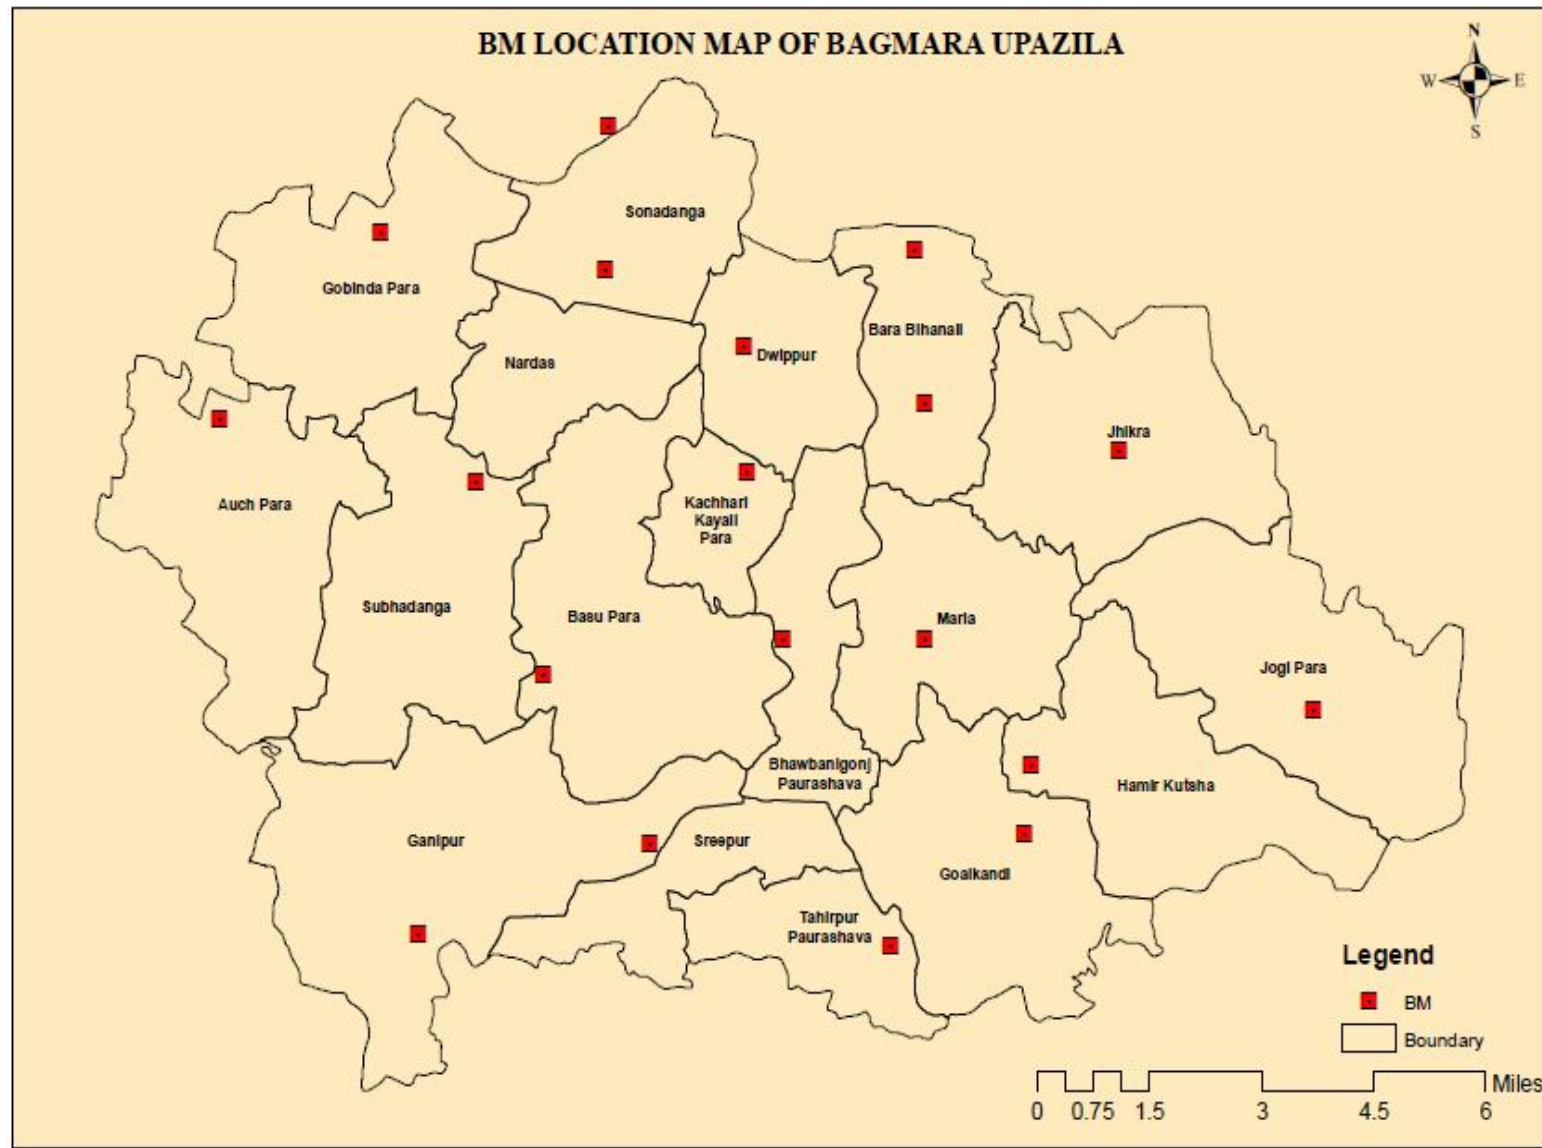 BM LOCATION MAP OF BAGMARA UPAZILA
N
W
E
S
Sonadanga
Gobinda Para
Bara Bihanali
Dwippur
Nardas
Jhikra
Auch Para
Kachhari
Kayali
Para
Subhadanga
Basu Para
Maria
Jogi Para
Bhawbanigonj
Paurashava
Hamir Kutsha
Ganipur
Sreepur
Goalkandi
Tahirpur
Paurashava
Legend
BM
Boundary
Miles
0 0.75 1.5 3 4.5 6